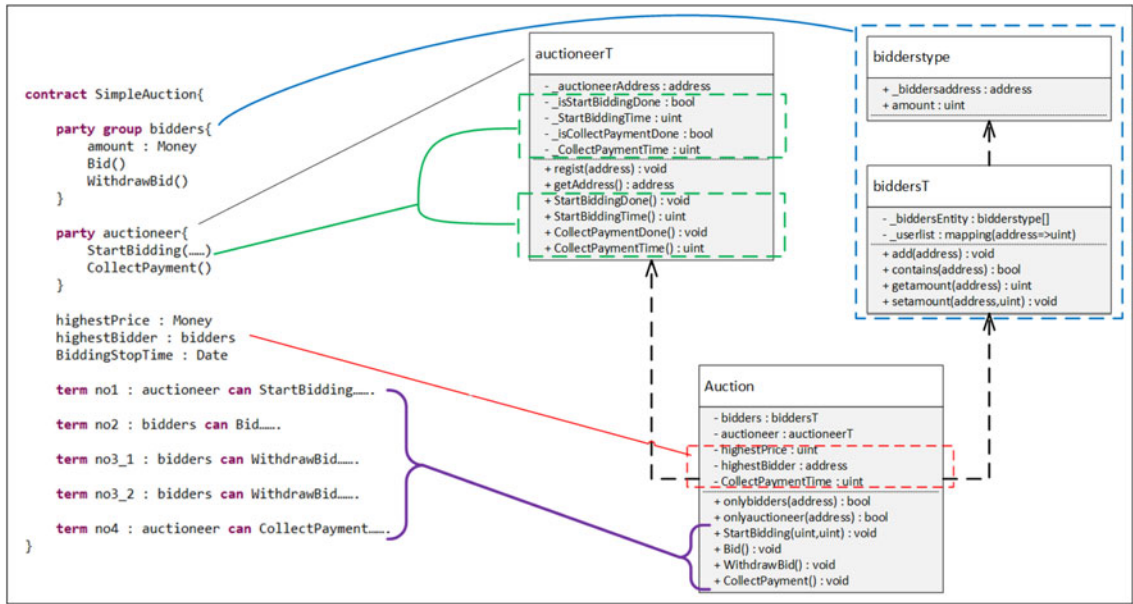 contract SimpleAuction{
party group bidders{
amount : Money
Bid()
WithdrawBid()
}
party auctioneer{
StartBidding(……)
CollectPayment()
}
highestPrice : Money
highestBidder : bidders
BiddingStopTime : Date
term no1 : auctioneer can StartBidding…….
term no2 : bidders can Bid…….
term no3_1 : bidders can WithdrawBid…….
term no3_2 : bidders can WithdrawBid…….
term no4 : auctioneer can CollectPayment…….
}
auctioneerT
- _auctioneerAddress : address
- _isStartBiddingDone : bool
- _StartBiddingTime : uint
- _isCollectPaymentDone : bool
- _CollectPaymentTime : uint
+ regist(address) : void
+ getAddress() : address
+ StartBiddingDone() : void
+ StartBiddingTime() : uint
+ CollectPaymentDone() : void
+ CollectPaymentTime() : uint
bidderstype
+ _biddersaddress : address
+ amount : uint
biddersT
- _biddersEntity : bidderstype[]
- _userlist : mapping(address=>uint)
+ add(address) : void
+ contains(address) : bool
+ getamount(address) : uint
+ setamount(address,uint) : void
Auction
- bidders : biddersT
- auctioneer : auctioneerT
- highestPrice : uint
- highestBidder : address
- CollectPaymentTime : uint
+ onlybidders(address) : bool
+ onlyauctioneer(address) : bool
+ StartBidding(uint,uint) : void
+ Bid() : void
+ WithdrawBid() : void
+ CollectPayment() : void